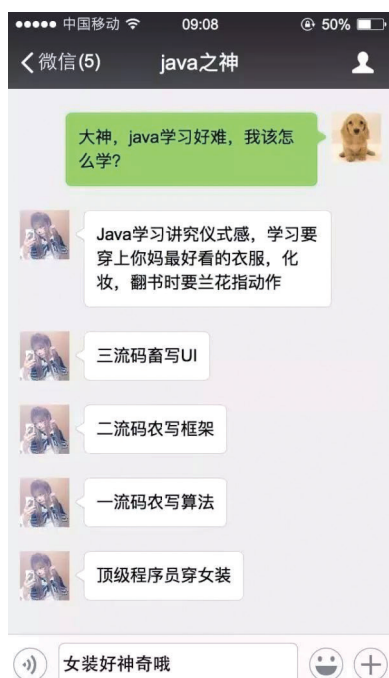 中国移动 09:08 50%
微信(5) java之神
大神，java学习好难，我该怎
么学?
Java学习讲究仪式感，学习要
穿上你妈最好看的衣服，化
妆，翻书时要兰花指动作
三流码畜写UI
二流码农写框架
一流码农写算法
顶级程序员穿女装
女装好神奇哦